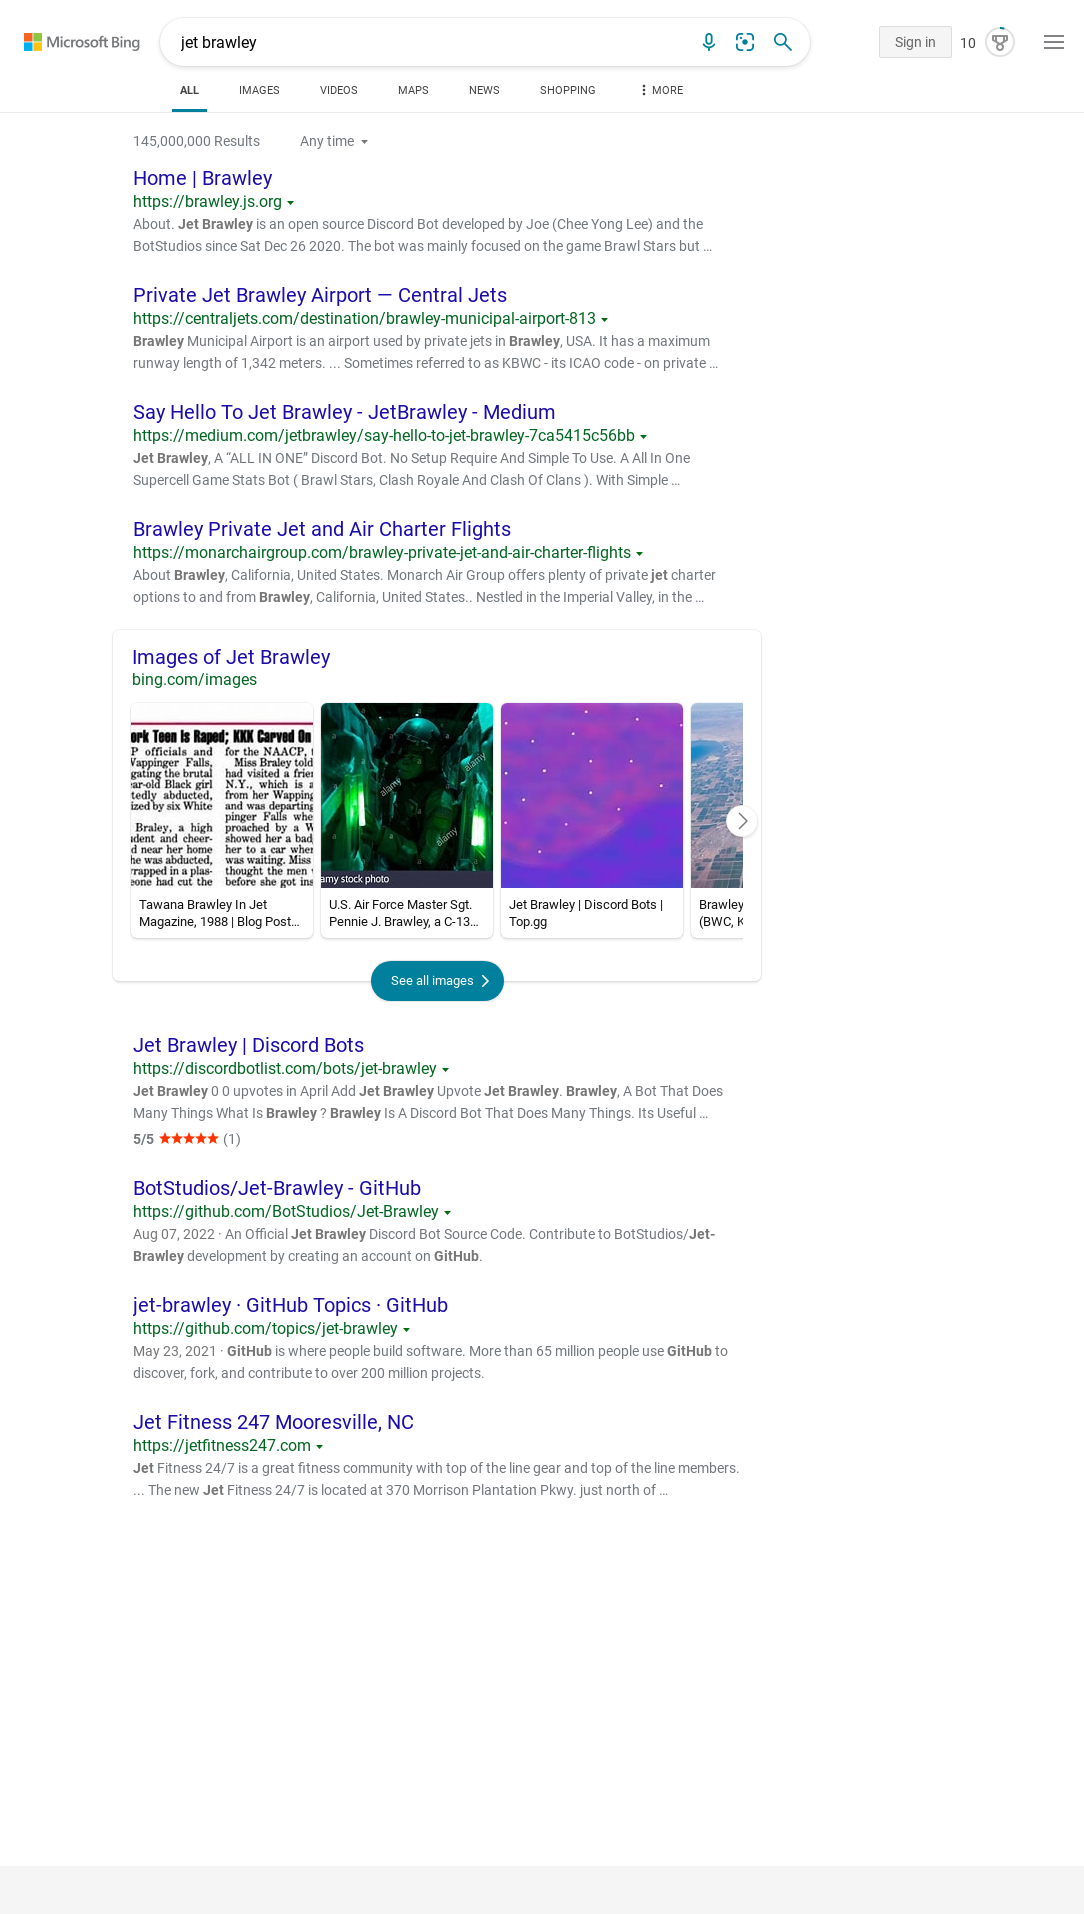 Microsoft Bing
jet brawley
Sign in
10
ALL
IMAGES
VIDEOS
MAPS
NEWS
SHOPPING
MORE
145,000,000 Results
Any time
Home | Brawley
https://brawley.js.org
About. Jet Brawley is an open source Discord Bot developed by Joe (Chee Yong Lee) and the
BotStudios since Sat Dec 26 2020. The bot was mainly focused on the game Brawl Stars but …
Private Jet Brawley Airport — Central Jets
https://centraljets.com/destination/brawley-municipal-airport-813
Brawley Municipal Airport is an airport used by private jets in Brawley, USA. It has a maximum
runway length of 1,342 meters. ... Sometimes referred to as KBWC - its ICAO code - on private …
Say Hello To Jet Brawley - JetBrawley - Medium
https://medium.com/jetbrawley/say-hello-to-jet-brawley-7ca5415c56bb
Jet Brawley, A “ALL IN ONE” Discord Bot. No Setup Require And Simple To Use. A All In One
Supercell Game Stats Bot ( Brawl Stars, Clash Royale And Clash Of Clans ). With Simple …
Brawley Private Jet and Air Charter Flights
https://monarchairgroup.com/brawley-private-jet-and-air-charter-flights
About Brawley, California, United States. Monarch Air Group offers plenty of private jet charter
options to and from Brawley, California, United States.. Nestled in the Imperial Valley, in the …
Images of Jet Brawley
bing.com/images
ork Teen Is Raped; KKK Carved On
P officials and
Wappinger Falls,
gating the brutal
ear-old Black girl
tedly abducted,
ized by six White
Braley, a high
udent and cheer-
ed near her home
he was abducted,
wrapped in a plas-
eone had cut the
for the NAACP, t
Miss Braley told
had visited a frien
N.Y., which is a
from her Wapping
and was departing
pinger Falls when
proached by a W
showed her a badg
her to a car wher
was waiting. Miss
thought the men w
before she got ins
alamy
alamy
alamy
amy stock photo
Tawana Brawley In Jet
Magazine, 1988 | Blog Post…
U.S. Air Force Master Sgt.
Pennie J. Brawley, a C-13…
Jet Brawley | Discord Bots |
Top.gg
Brawley
(BWC, K
See all images
Jet Brawley | Discord Bots
https://discordbotlist.com/bots/jet-brawley
Jet Brawley 0 0 upvotes in April Add Jet Brawley Upvote Jet Brawley. Brawley, A Bot That Does
Many Things What Is Brawley ? Brawley Is A Discord Bot That Does Many Things. Its Useful …
5/5 ★★★★★ (1)
BotStudios/Jet-Brawley - GitHub
https://github.com/BotStudios/Jet-Brawley
Aug 07, 2022 · An Official Jet Brawley Discord Bot Source Code. Contribute to BotStudios/Jet-
Brawley development by creating an account on GitHub.
jet-brawley · GitHub Topics · GitHub
https://github.com/topics/jet-brawley
May 23, 2021 · GitHub is where people build software. More than 65 million people use GitHub to
discover, fork, and contribute to over 200 million projects.
Jet Fitness 247 Mooresville, NC
https://jetfitness247.com
Jet Fitness 24/7 is a great fitness community with top of the line gear and top of the line members.
... The new Jet Fitness 24/7 is located at 370 Morrison Plantation Pkwy. just north of …